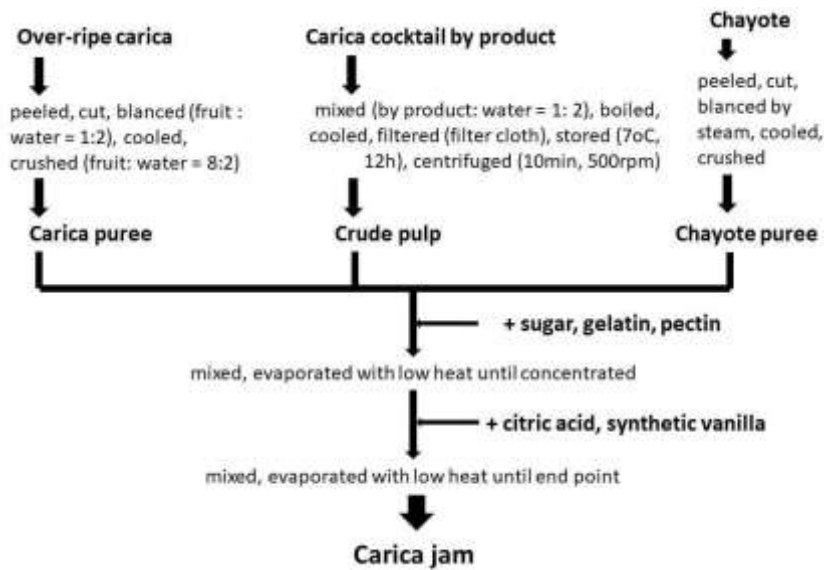 Over-ripe carica
peeled, cut, blanced (fruit :
water = 1:2), cooled,
crushed (fruit: water = 8:2)
Carica puree
Carica cocktail by product
mixed (by product: water = 1: 2), boiled,
cooled, filtered (filter cloth), stored (7oC,
12h), centrifuged (10min, 500rpm)
Crude pulp
Chayote
peeled, cut,
blanced by
steam, cooled,
crushed
Chayote puree
+ sugar, gelatin, pectin
mixed, evaporated with low heat until concentrated
+ citric acid, synthetic vanilla
mixed, evaporated with low heat until end point
Carica jam